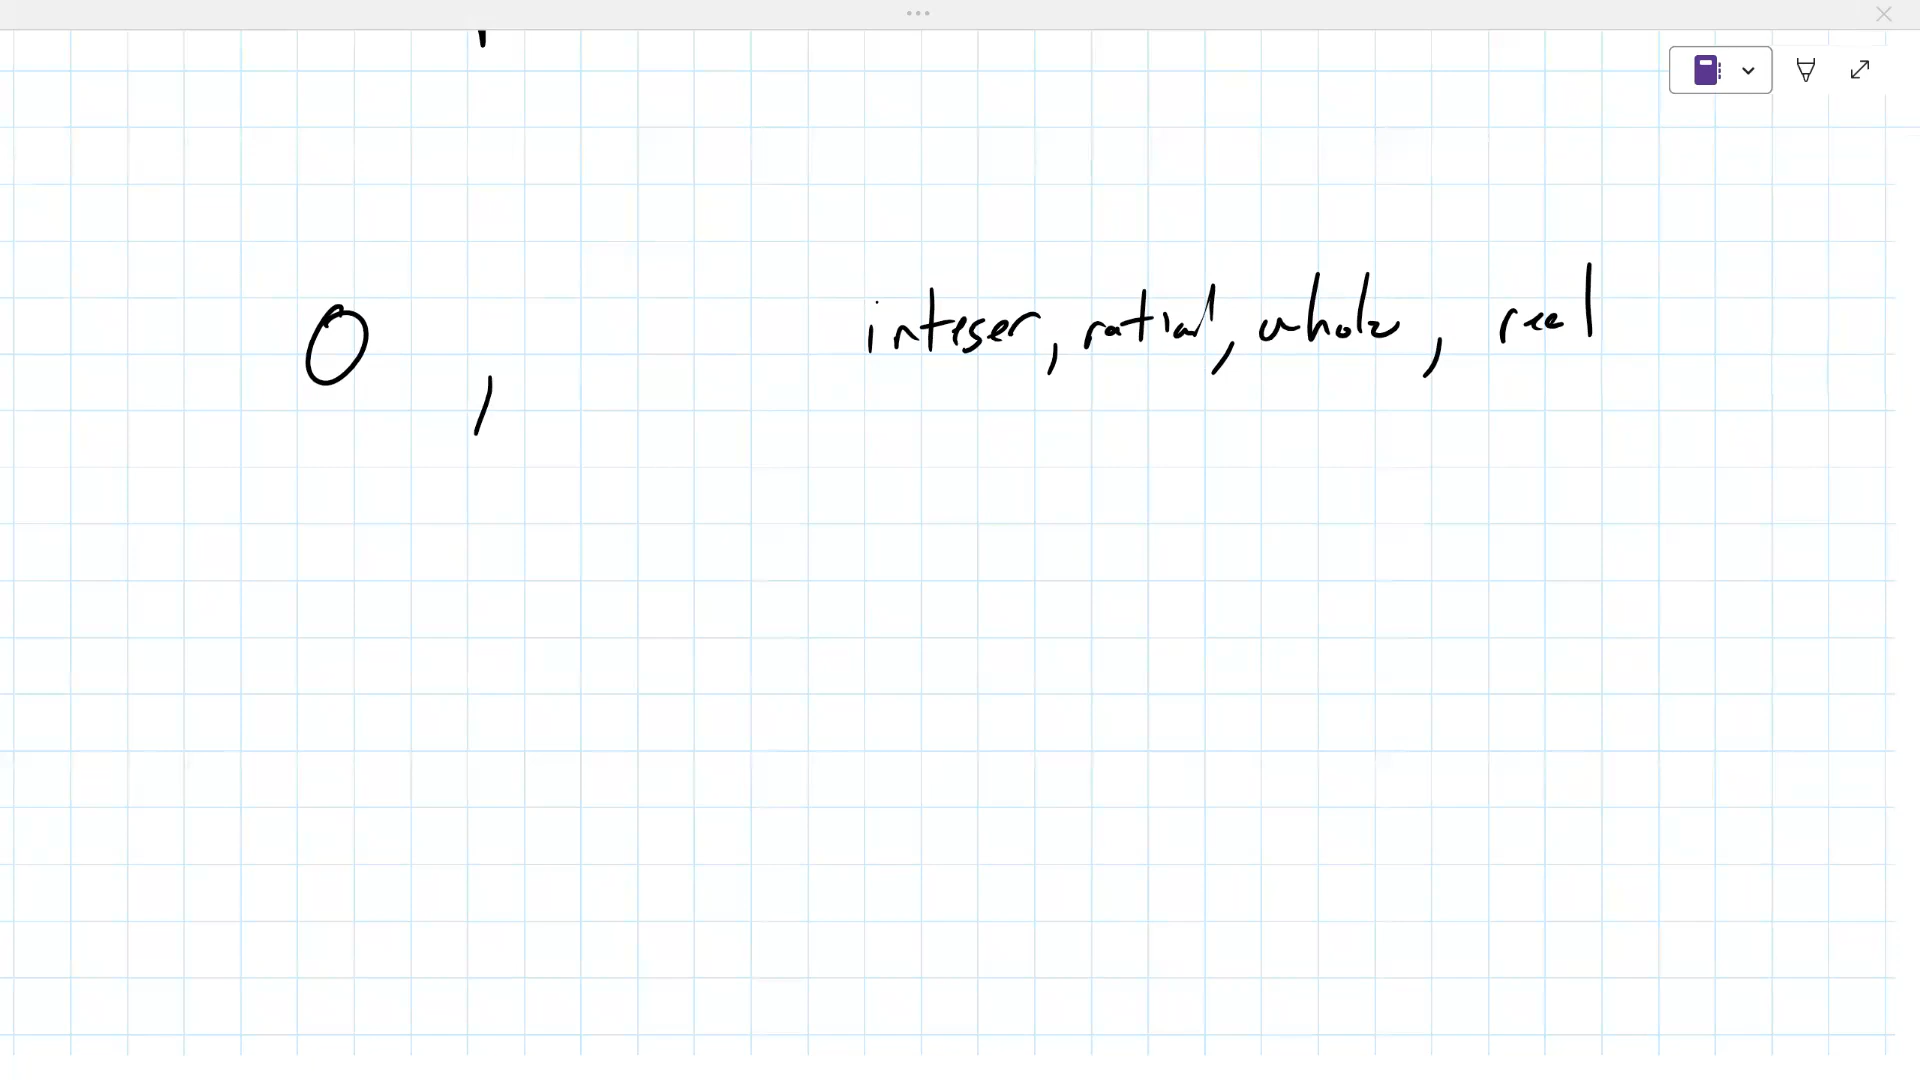 0, integer, rational, whole, real